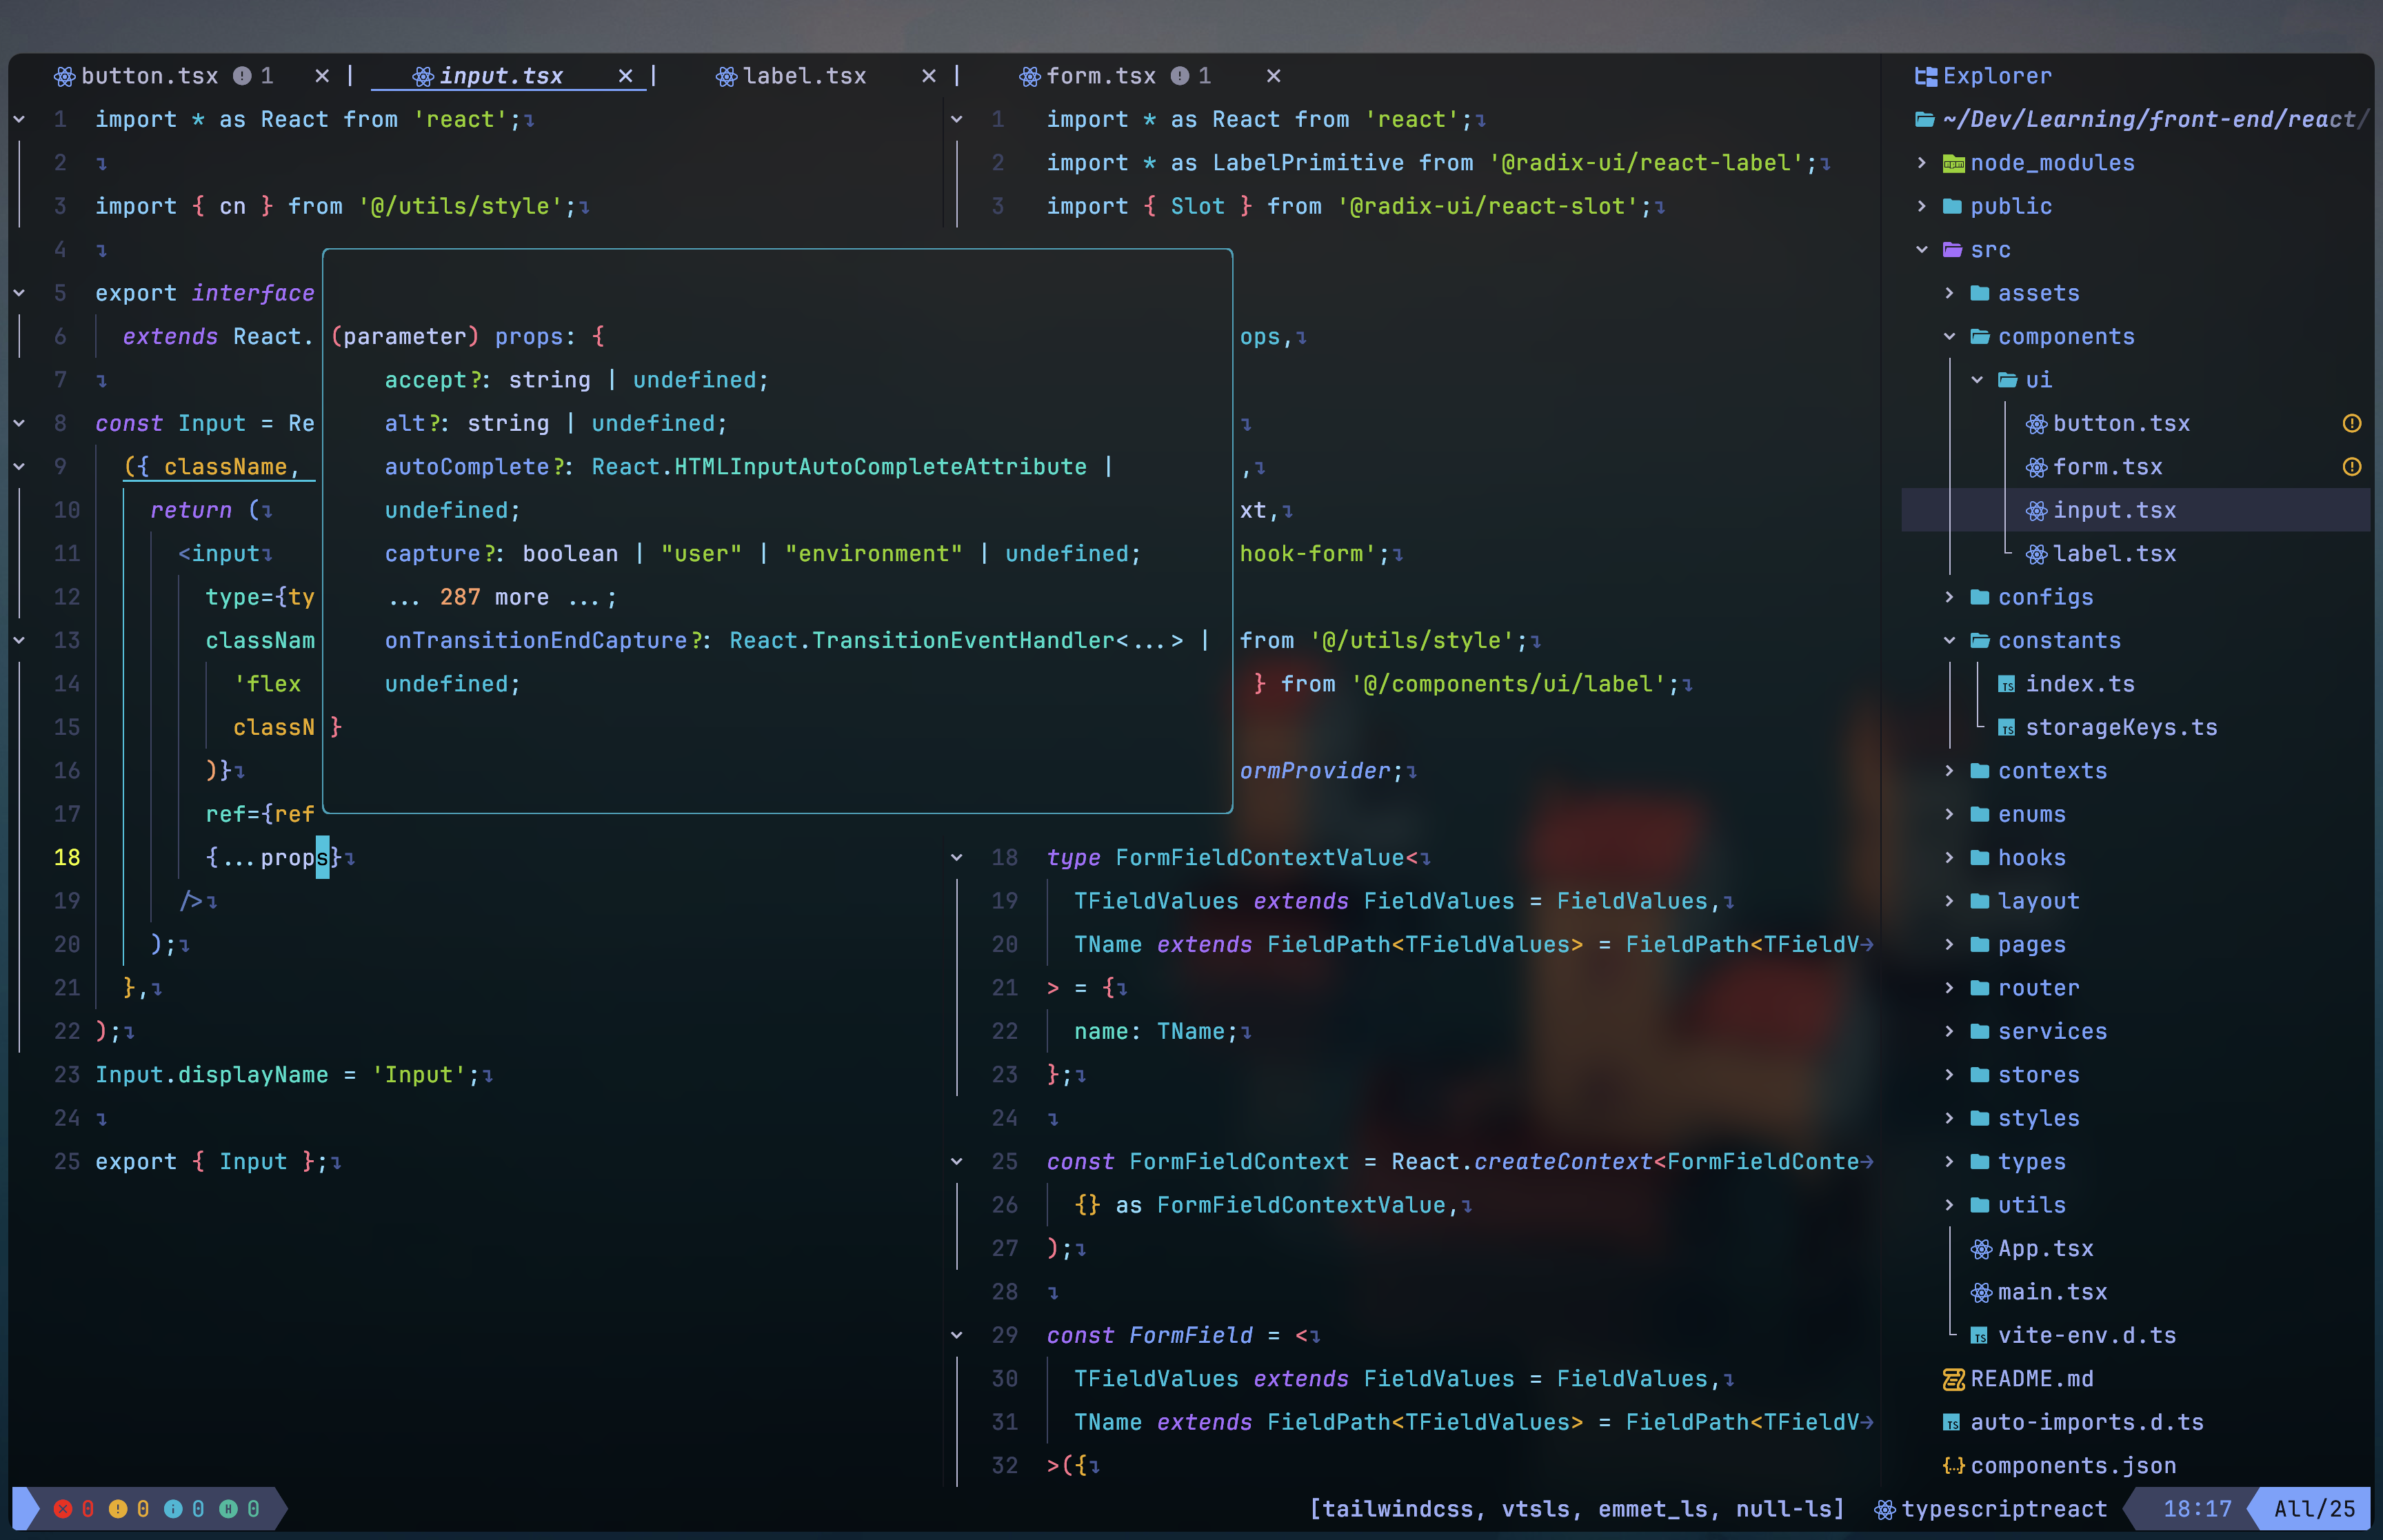 button.tsx 1 × | input.tsx × | label.tsx × | form.tsx 1 ×
1 import * as React from 'react';
2
3 import { cn } from '@/utils/style';
4
5 export interface
6 extends React.
7
8 const Input = Re
9 ({ className,
10 return (
11 <input
12 type={ty
13 classNam
14 'flex
15 classN
16 )}
17 ref={ref
18 {...props}
19 />
20 );
21 },
22 );
23 Input.displayName = 'Input';
24
25 export { Input };
(parameter) props: {
accept?: string | undefined;
alt?: string | undefined;
autoComplete?: React.HTMLInputAutoCompleteAttribute |
undefined;
capture?: boolean | "user" | "environment" | undefined;
... 287 more ...;
onTransitionEndCapture?: React.TransitionEventHandler<...> |
undefined;
}
1 import * as React from 'react';
2 import * as LabelPrimitive from '@radix-ui/react-label';
3 import { Slot } from '@radix-ui/react-slot';
ops,
,
xt,
hook-form';
from '@/utils/style';
} from '@/components/ui/label';
ormProvider;
18 type FormFieldContextValue<
19 TFieldValues extends FieldValues = FieldValues,
20 TName extends FieldPath<TFieldValues> = FieldPath<TFieldV
21 > = {
22 name: TName;
23 };
24
25 const FormFieldContext = React.createContext<FormFieldConte
26 {} as FormFieldContextValue,
27 );
28
29 const FormField = <
30 TFieldValues extends FieldValues = FieldValues,
31 TName extends FieldPath<TFieldValues> = FieldPath<TFieldV
32 >({
Explorer
~/Dev/Learning/front-end/react/
node_modules
public
src
assets
components
ui
button.tsx
form.tsx
input.tsx
label.tsx
configs
constants
index.ts
storageKeys.ts
contexts
enums
hooks
layout
pages
router
services
stores
styles
types
utils
App.tsx
main.tsx
vite-env.d.ts
README.md
auto-imports.d.ts
components.json
0 0 0 0 [tailwindcss, vtsls, emmet_ls, null-ls] typescriptreact 18:17 All/25